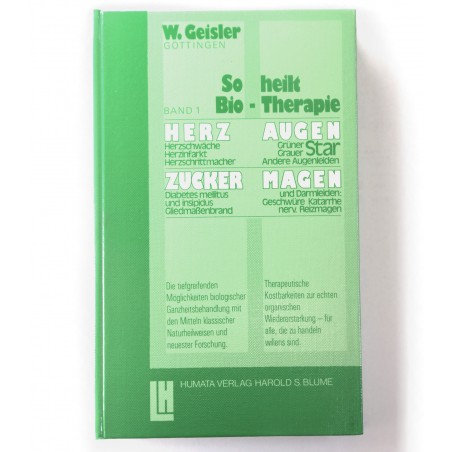 W. Geisler
GÖTTINGEN
So heilt
BAND 1 Bio - Therapie
HERZ
Herzschwäche
Herzinfarkt
Herzschrittmacher
AUGEN
Grüner
Grauer Star
Andere Augenleiden
ZUCKER
Diabetes mellitus
und insipidus
Gliedmaßenbrand
MAGEN
und Darmleiden:
Geschwüre Katarrhe
nerv. Reizmagen
Die tiefgreifenden
Möglichkeiten biologischer
Ganzheitsbehandlung mit
den Mitteln klassischer
Naturheilweisen und
neuester Forschung.
Therapeutische
Kostbarkeiten zur echten
organischen
Wiedererstarkung – für
alle, die zu handeln
willens sind.
LH
HUMATA VERLAG HAROLD S. BLUME